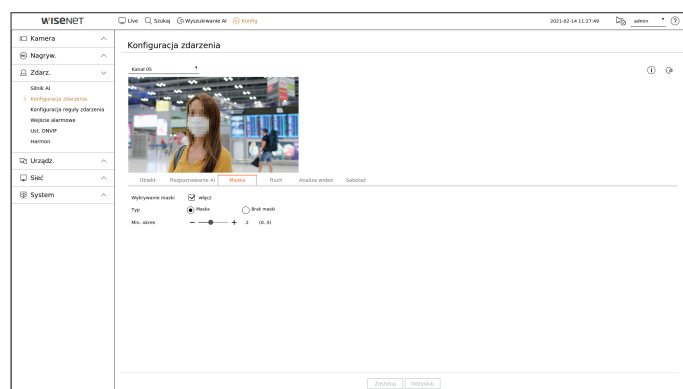 WISENET
Live Szukaj Wyszukiwanie AI Konfig
2021-02-14 11:27:49 admin
Kamera
Nagryw.
Zdarz.
Silnik AI
Konfiguracja zdarzenia
Konfiguracja reguły zdarzenia
Wejście alarmowe
Ust. ONVIF
Harmon.
Urządz.
Sieć
System
Konfiguracja zdarzenia
Kanał 05
Obiekt Rozpoznawanie AI Maska Ruch Analiza wideo Sabotaż
Wykrywanie maski włącz
Typ Maska Brak maski
Min. okres 2 (0..5)
Zastosuj Odzyskaj